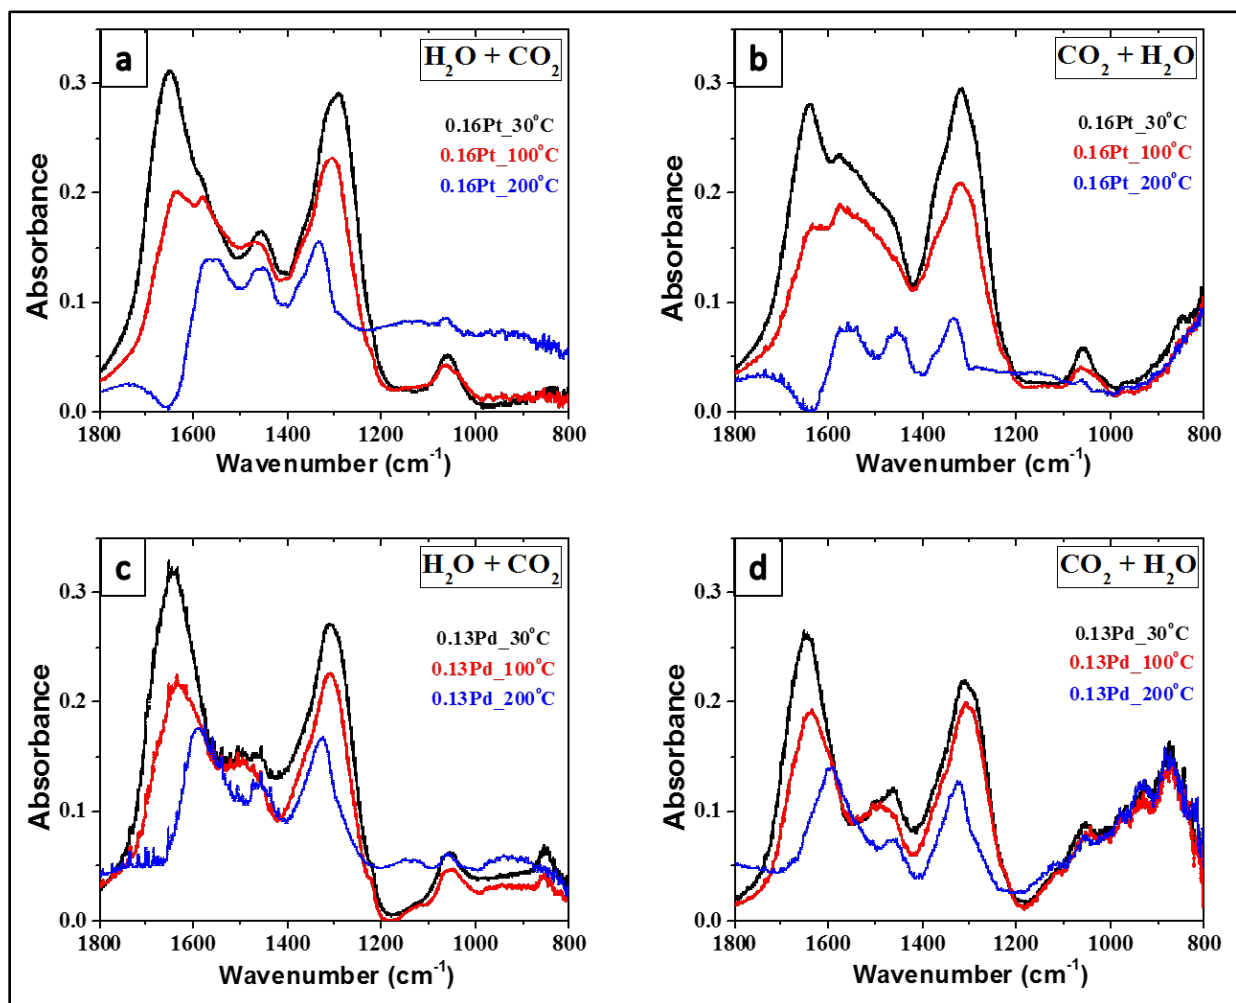 a
H₂O + CO₂
0.16Pt_30°C
0.16Pt_100°C
0.16Pt_200°C
Absorbance
0.3
0.2
0.1
0.0
1800 1600 1400 1200 1000 800
Wavenumber (cm⁻¹)
b
CO₂ + H₂O
0.16Pt_30°C
0.16Pt_100°C
0.16Pt_200°C
Absorbance
0.3
0.2
0.1
0.0
1800 1600 1400 1200 1000 800
Wavenumber (cm⁻¹)
c
H₂O + CO₂
0.13Pd_30°C
0.13Pd_100°C
0.13Pd_200°C
Absorbance
0.3
0.2
0.1
0.0
1800 1600 1400 1200 1000 800
Wavenumber (cm⁻¹)
d
CO₂ + H₂O
0.13Pd_30°C
0.13Pd_100°C
0.13Pd_200°C
Absorbance
0.3
0.2
0.1
0.0
1800 1600 1400 1200 1000 800
Wavenumber (cm⁻¹)